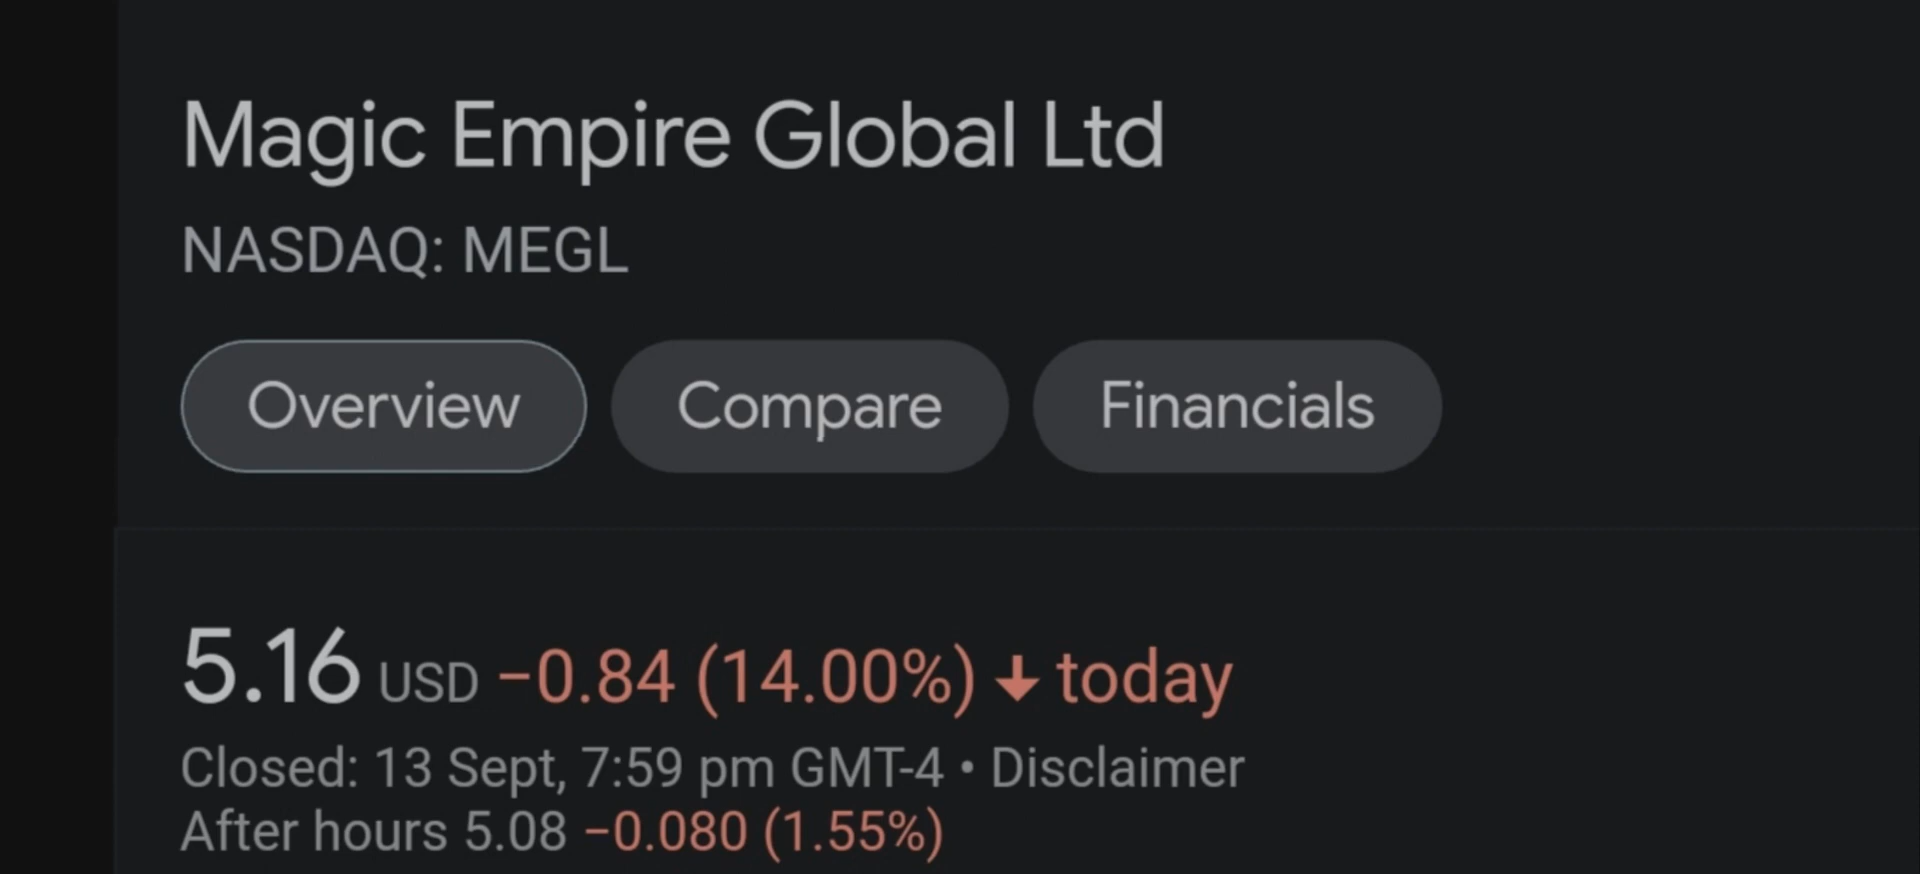 Magic Empire Global Ltd
NASDAQ: MEGL
Overview Compare Financials
5.16 USD −0.84 (14.00%) ↓ today
Closed: 13 Sept, 7:59 pm GMT-4 • Disclaimer
After hours 5.08 −0.080 (1.55%)